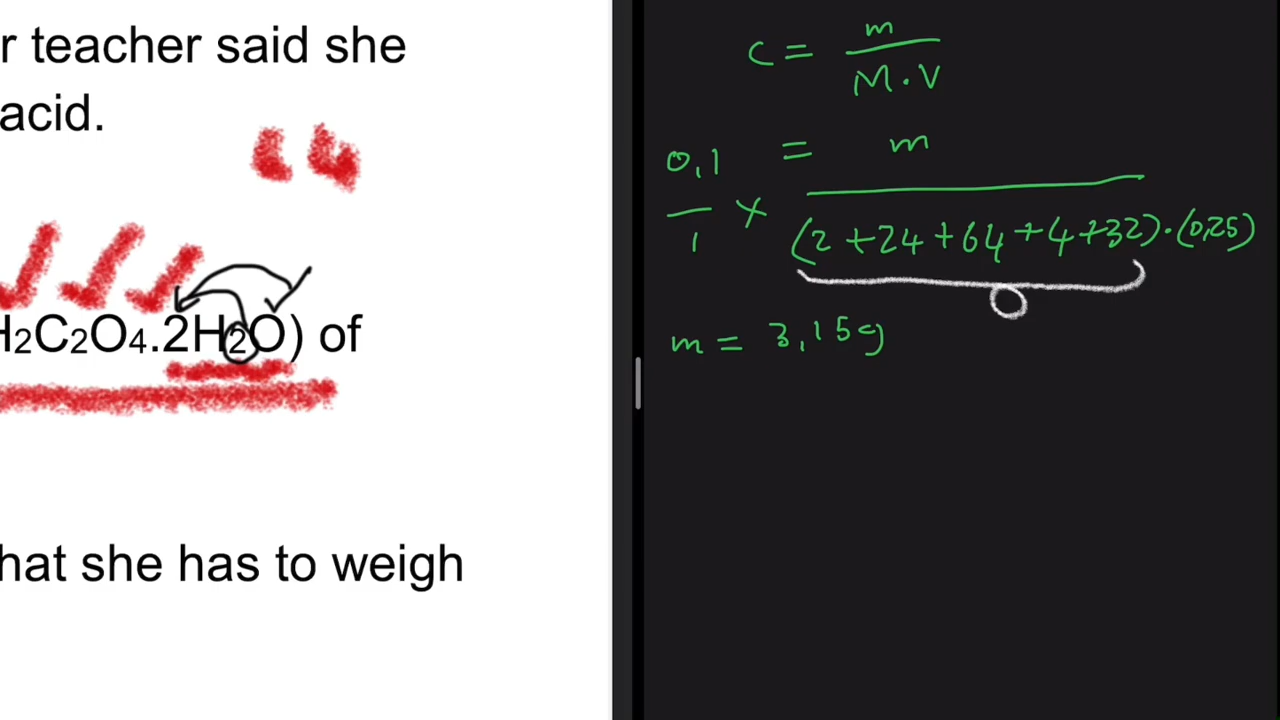 r teacher said she
acid.
H2C2O4.2H2O) of
hat she has to weigh
c = m
M.V
0,1 = m
1 × (2+24+64+4+32).(0,25)
m = 3,15g